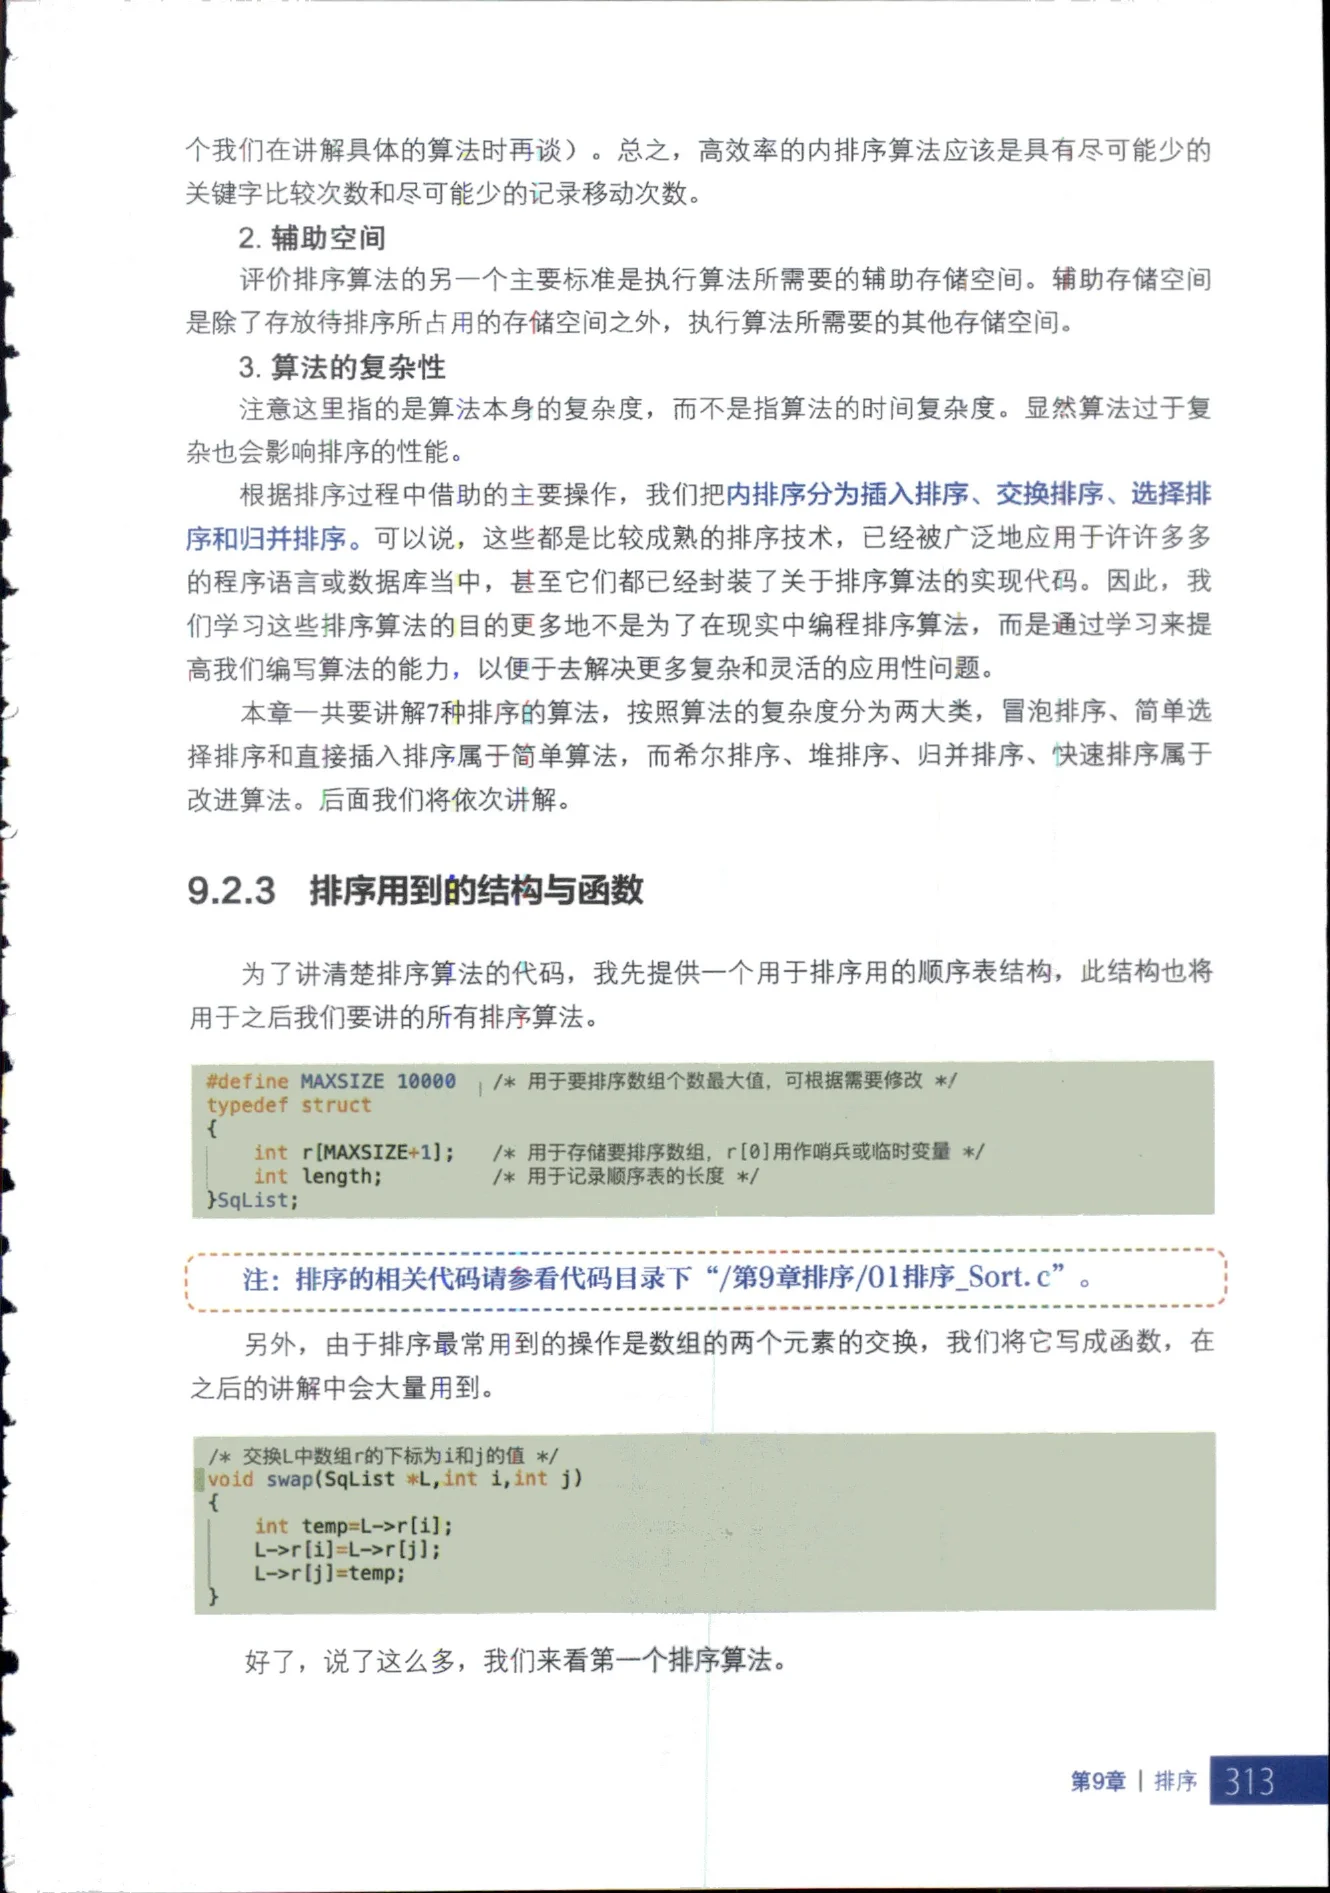 个我们在讲解具体的算法时再谈）。总之，高效率的内排序算法应该是具有尽可能少的
关键字比较次数和尽可能少的记录移动次数。
2. 辅助空间
评价排序算法的另一个主要标准是执行算法所需要的辅助存储空间。辅助存储空间
是除了存放待排序所占用的存储空间之外，执行算法所需要的其他存储空间。
3. 算法的复杂性
注意这里指的是算法本身的复杂度，而不是指算法的时间复杂度。显然算法过于复
杂也会影响排序的性能。
根据排序过程中借助的主要操作，我们把内排序分为插入排序、交换排序、选择排
序和归并排序。可以说，这些都是比较成熟的排序技术，已经被广泛地应用于许许多多
的程序语言或数据库当中，甚至它们都已经封装了关于排序算法的实现代码。因此，我
们学习这些排序算法的目的更多地不是为了在现实中编程排序算法，而是通过学习来提
高我们编写算法的能力，以便于去解决更多复杂和灵活的应用性问题。
本章一共要讲解7种排序的算法，按照算法的复杂度分为两大类，冒泡排序、简单选
择排序和直接插入排序属于简单算法，而希尔排序、堆排序、归并排序、快速排序属于
改进算法。后面我们将依次讲解。
9.2.3 排序用到的结构与函数
为了讲清楚排序算法的代码，我先提供一个用于排序用的顺序表结构，此结构也将
用于之后我们要讲的所有排序算法。
#define MAXSIZE 10000 /* 用于要排序数组个数最大值，可根据需要修改 */
typedef struct
{
int r[MAXSIZE+1]; /* 用于存储要排序数组，r[0]用作哨兵或临时变量 */
int length; /* 用于记录顺序表的长度 */
}SqList;
注：排序的相关代码请参看代码目录下“/第9章排序/01排序_Sort.c”。
另外，由于排序最常用到的操作是数组的两个元素的交换，我们将它写成函数，在
之后的讲解中会大量用到。
/* 交换L中数组r的下标为i和j的值 */
void swap(SqList *L,int i,int j)
{
int temp=L->r[i];
L->r[i]=L->r[j];
L->r[j]=temp;
}
好了，说了这么多，我们来看第一个排序算法。
第9章 | 排序 313